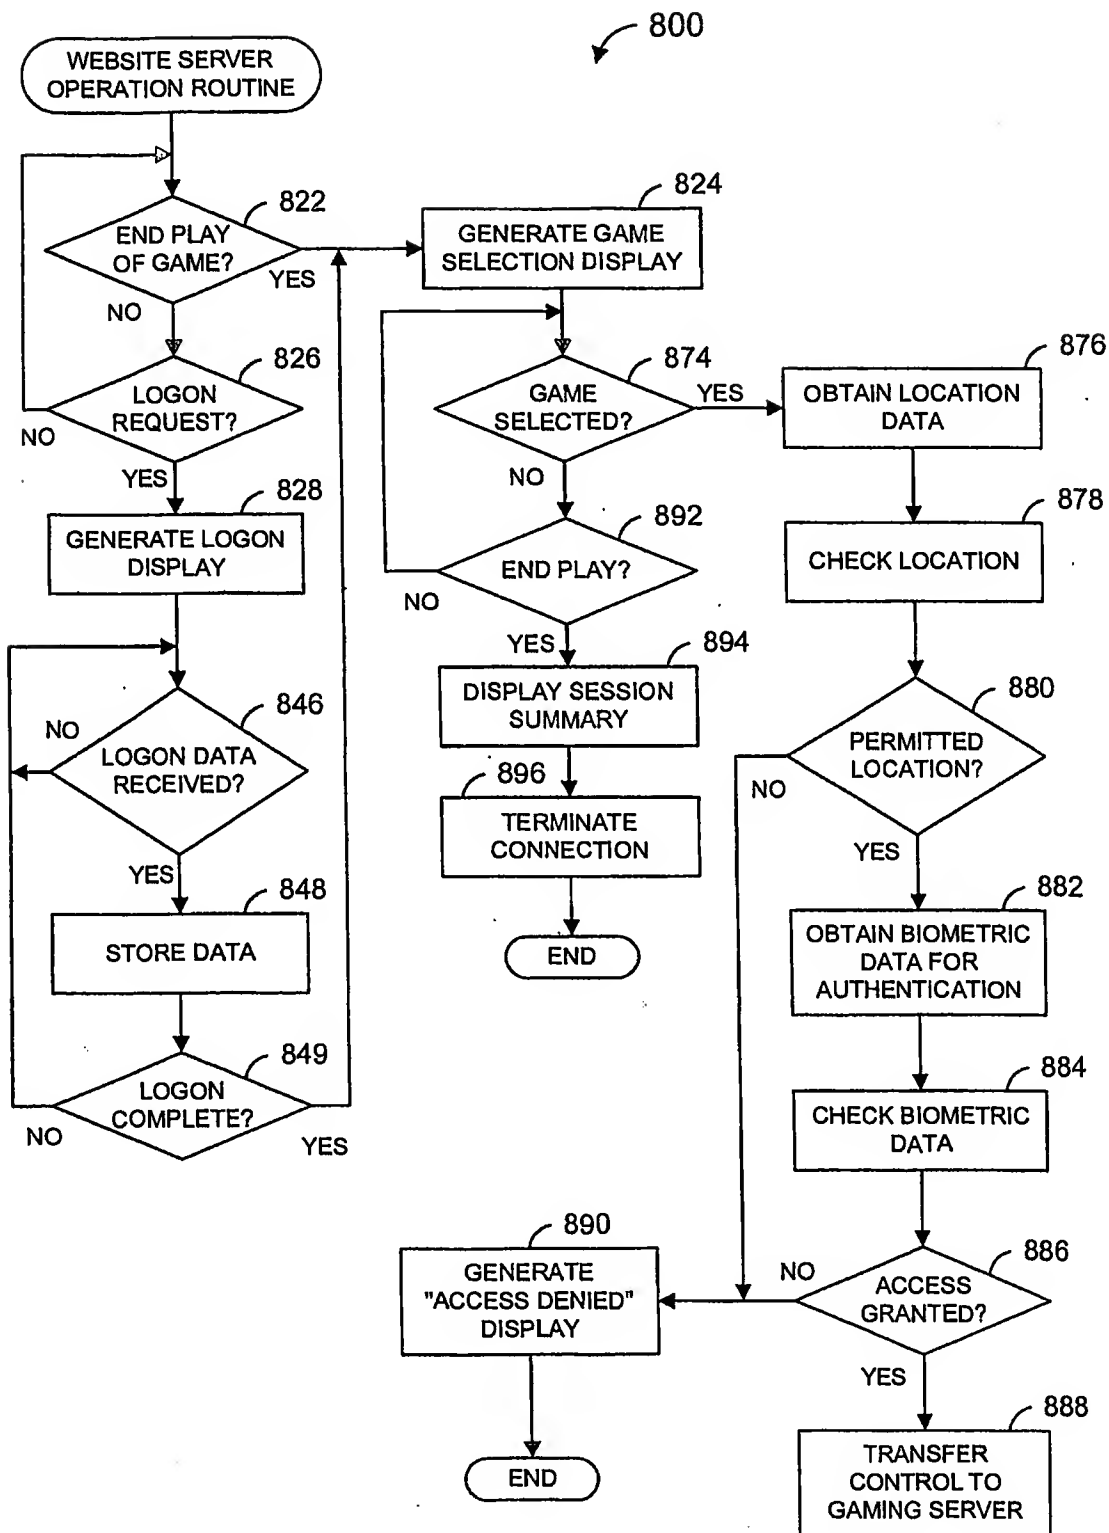 800
WEBSITE SERVER
OPERATION ROUTINE
822
END PLAY
OF GAME?
YES
NO
824
GENERATE GAME
SELECTION DISPLAY
826
LOGON
REQUEST?
NO
YES
828
GENERATE LOGON
DISPLAY
846
NO
LOGON DATA
RECEIVED?
YES
848
STORE DATA
849
LOGON
COMPLETE?
NO
YES
874
GAME
SELECTED?
YES
NO
892
END PLAY?
NO
YES
894
DISPLAY SESSION
SUMMARY
896
TERMINATE
CONNECTION
END
876
OBTAIN LOCATION
DATA
878
CHECK LOCATION
880
PERMITTED
LOCATION?
NO
YES
882
OBTAIN BIOMETRIC
DATA FOR
AUTHENTICATION
884
CHECK BIOMETRIC
DATA
886
NO
ACCESS
GRANTED?
YES
890
GENERATE
"ACCESS DENIED"
DISPLAY
END
888
TRANSFER
CONTROL TO
GAMING SERVER